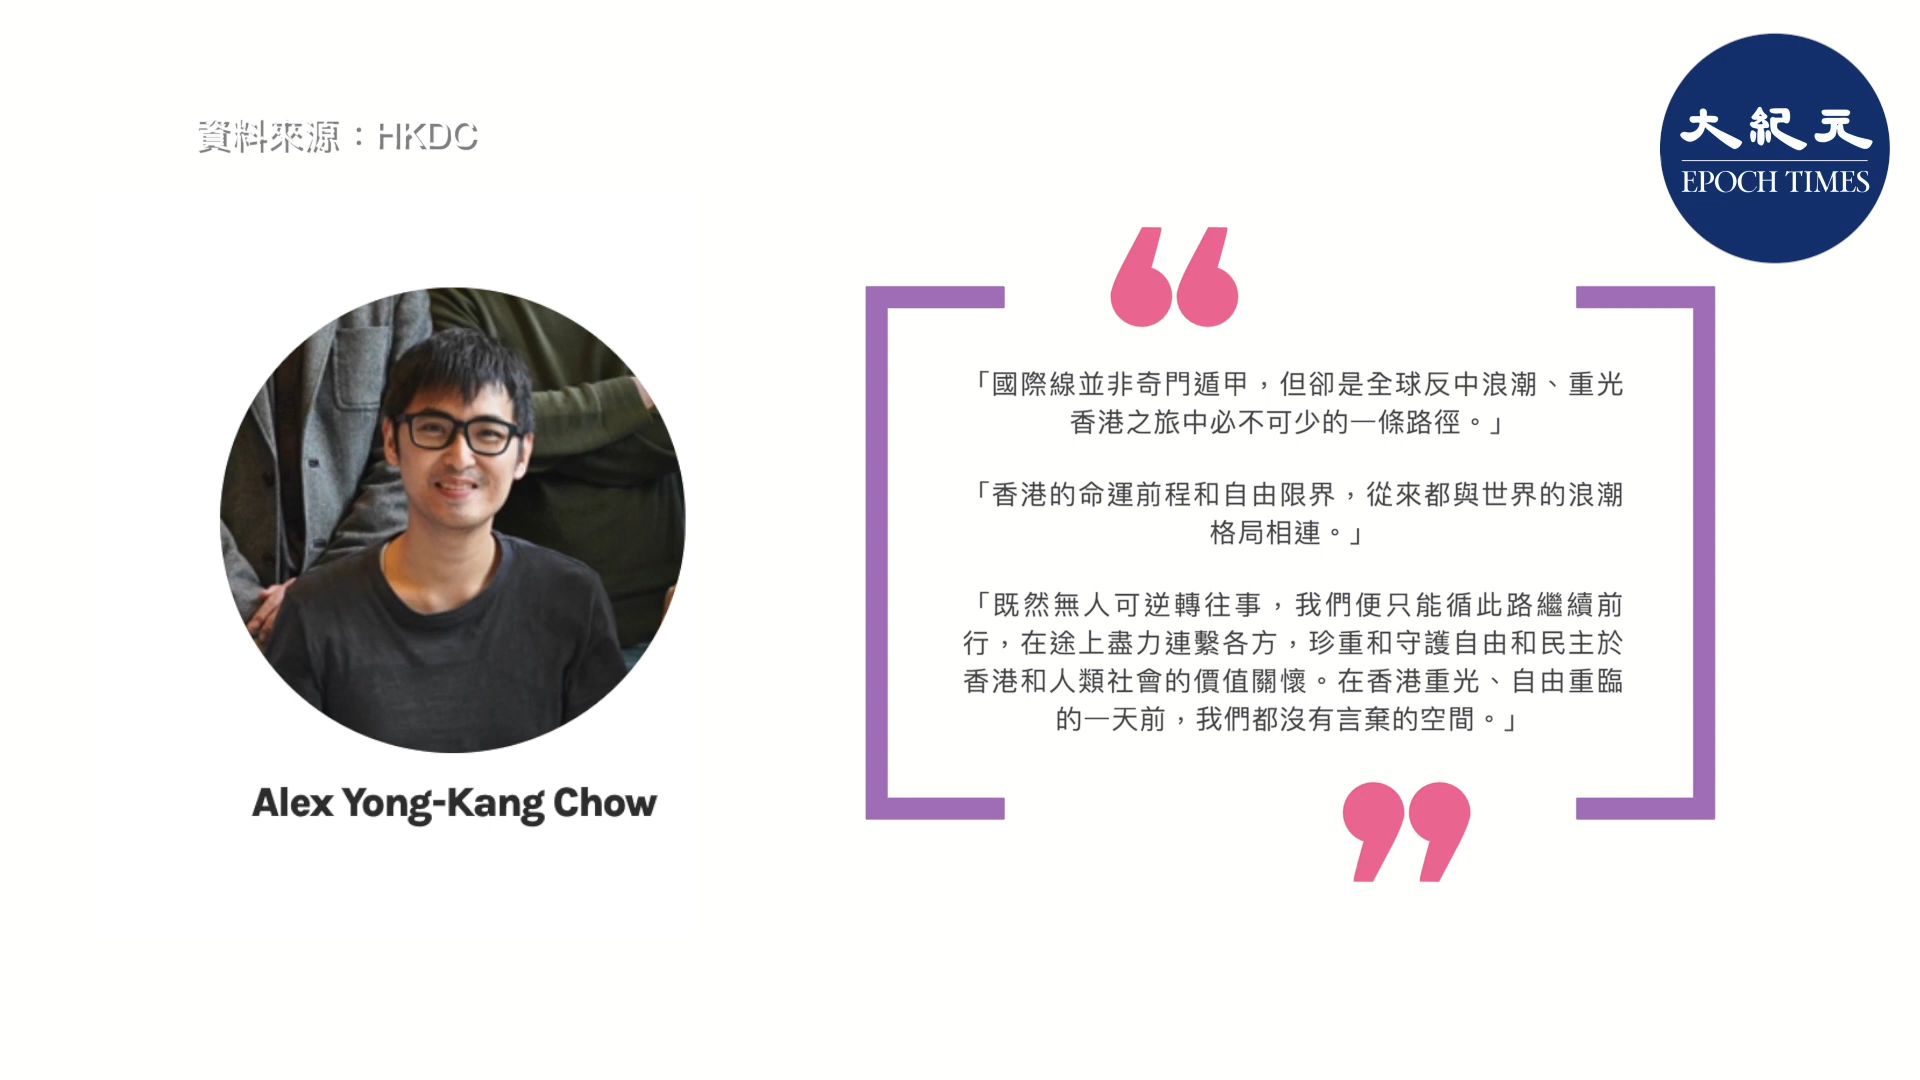 資料來源：HKDC
大紀元
EPOCH TIMES
「國際線並非奇門遁甲，但卻是全球反中浪潮、重光
香港之旅中必不可少的一條路徑。」
「香港的命運前程和自由限界，從來都與世界的浪潮
格局相連。」
「既然無人可逆轉往事，我們便只能循此路繼續前
行，在途上盡力連繫各方，珍重和守護自由和民主於
香港和人類社會的價值關懷。在香港重光、自由重臨
的一天前，我們都沒有言棄的空間。」
Alex Yong-Kang Chow